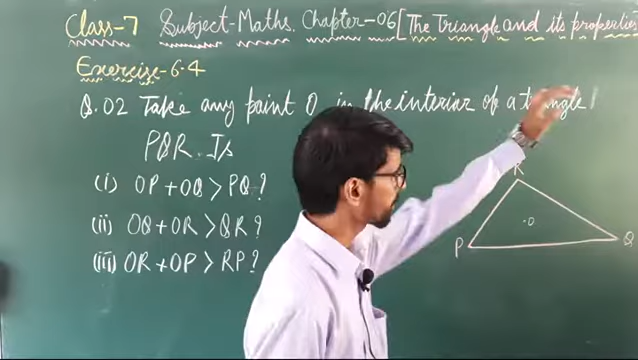 Class-7 Subject-Maths. Chapter-06 [The Triangle and its properties
Exercise-6.4
Q.02 Take any point O in the interior of a triangle
PQR. Is
(i) OP+OQ>PQ?
(ii) OQ+OR>QR?
(iii) OR+OP>RP?
R
·O
P
Q